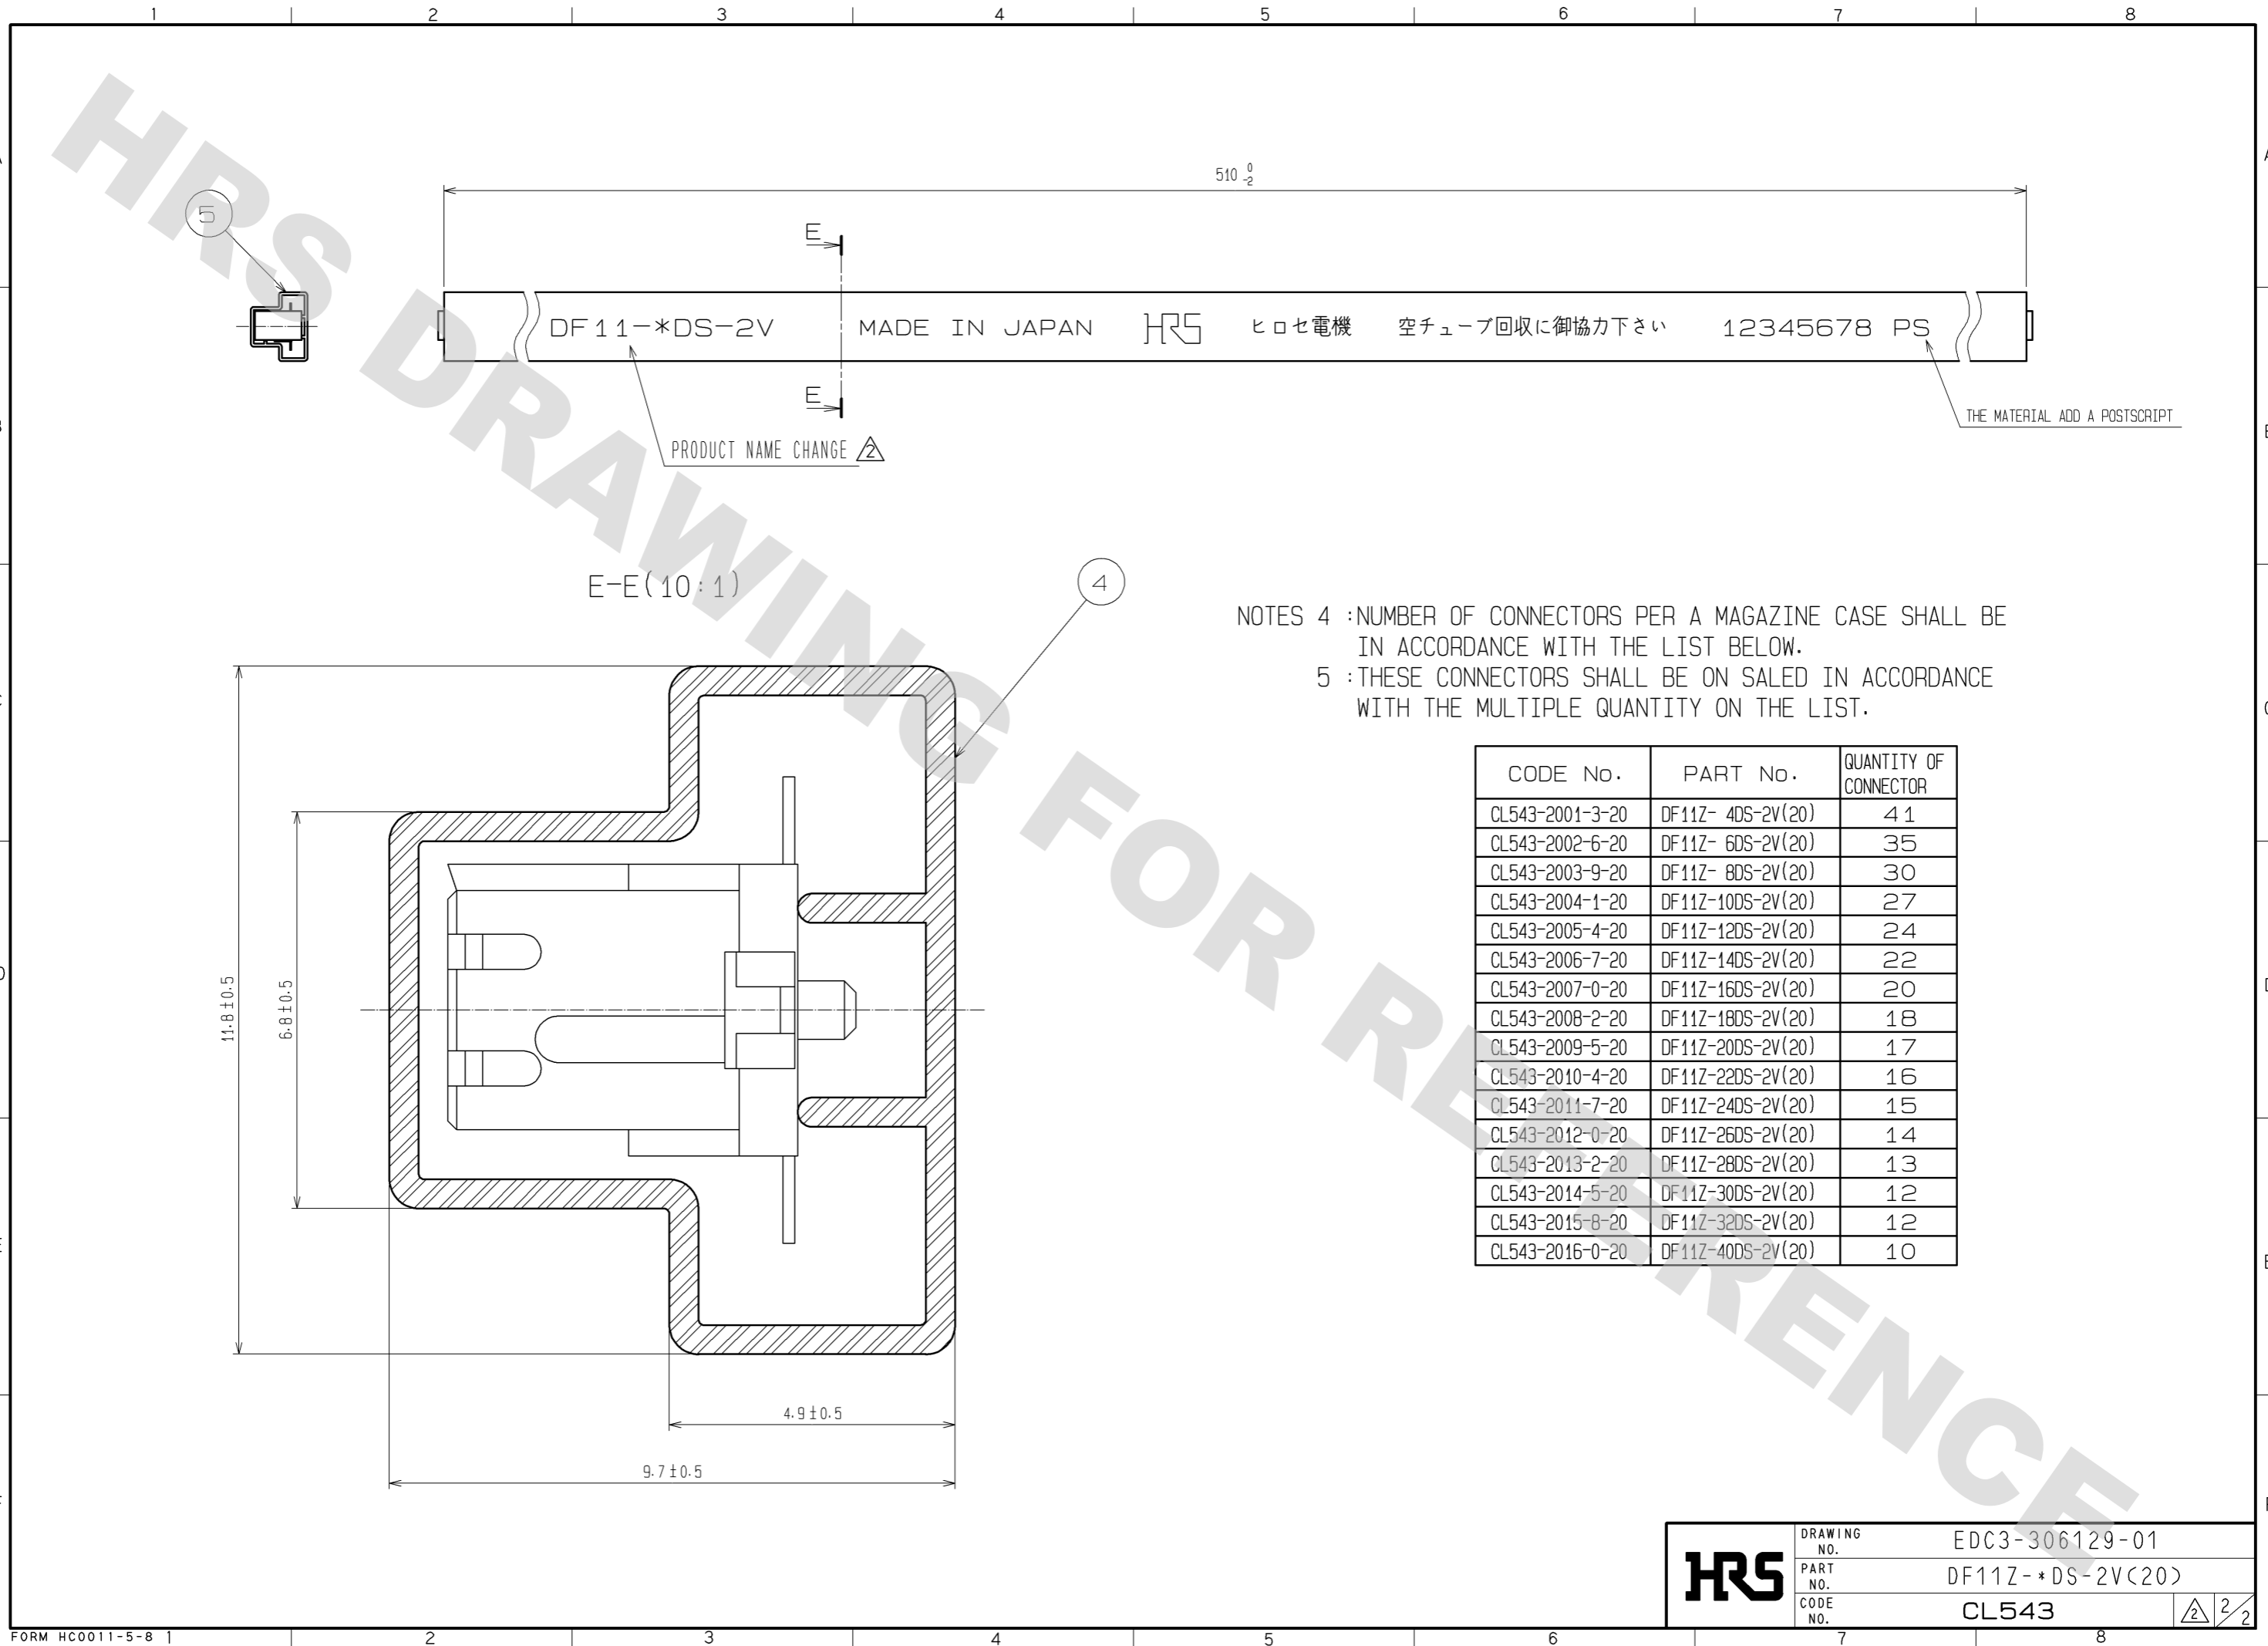 1 2 3 4 5 6 7 8
HRS DRAWING FOR REFERENCE
510 0 -2
5
E
DF11-*DS-2V MADE IN JAPAN HRS ヒロセ電機 空チューブ回収に御協力下さい 12345678 PS
E
THE MATERIAL ADD A POSTSCRIPT
PRODUCT NAME CHANGE 2
E-E(10:1)
4
NOTES 4 :NUMBER OF CONNECTORS PER A MAGAZINE CASE SHALL BE
IN ACCORDANCE WITH THE LIST BELOW.
5 :THESE CONNECTORS SHALL BE ON SALED IN ACCORDANCE
WITH THE MULTIPLE QUANTITY ON THE LIST.
CODE No. PART No. QUANTITY OF CONNECTOR
CL543-2001-3-20 DF11Z- 4DS-2V(20) 41
CL543-2002-6-20 DF11Z- 6DS-2V(20) 35
CL543-2003-9-20 DF11Z- 8DS-2V(20) 30
CL543-2004-1-20 DF11Z-10DS-2V(20) 27
CL543-2005-4-20 DF11Z-12DS-2V(20) 24
CL543-2006-7-20 DF11Z-14DS-2V(20) 22
CL543-2007-0-20 DF11Z-16DS-2V(20) 20
CL543-2008-2-20 DF11Z-18DS-2V(20) 18
CL543-2009-5-20 DF11Z-20DS-2V(20) 17
CL543-2010-4-20 DF11Z-22DS-2V(20) 16
CL543-2011-7-20 DF11Z-24DS-2V(20) 15
CL543-2012-0-20 DF11Z-26DS-2V(20) 14
CL543-2013-2-20 DF11Z-28DS-2V(20) 13
CL543-2014-5-20 DF11Z-30DS-2V(20) 12
CL543-2015-8-20 DF11Z-32DS-2V(20) 12
CL543-2016-0-20 DF11Z-40DS-2V(20) 10
11.8±0.5
6.8±0.5
4.9±0.5
9.7±0.5
HRS
DRAWING NO. EDC3-306129-01
PART NO. DF11Z-*DS-2V(20)
CODE NO. CL543 2 2/2
FORM HC0011-5-8 1 2 3 4 5 6 7 8